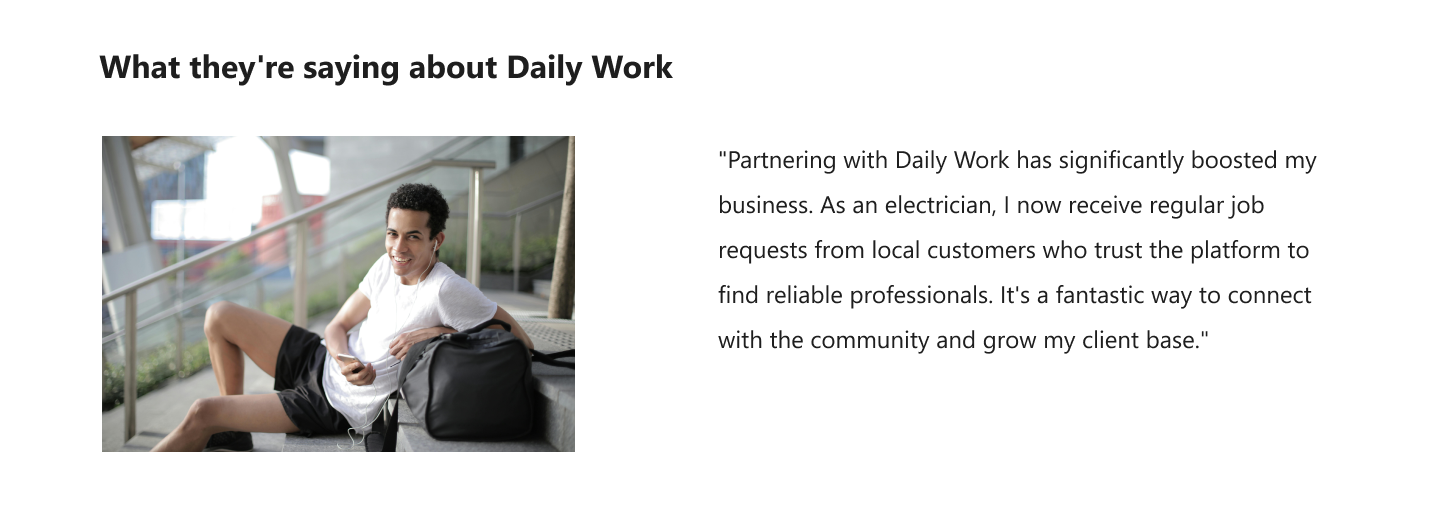 What they're saying about Daily Work
"Partnering with Daily Work has significantly boosted my
business. As an electrician, I now receive regular job
requests from local customers who trust the platform to
find reliable professionals. It's a fantastic way to connect
with the community and grow my client base."